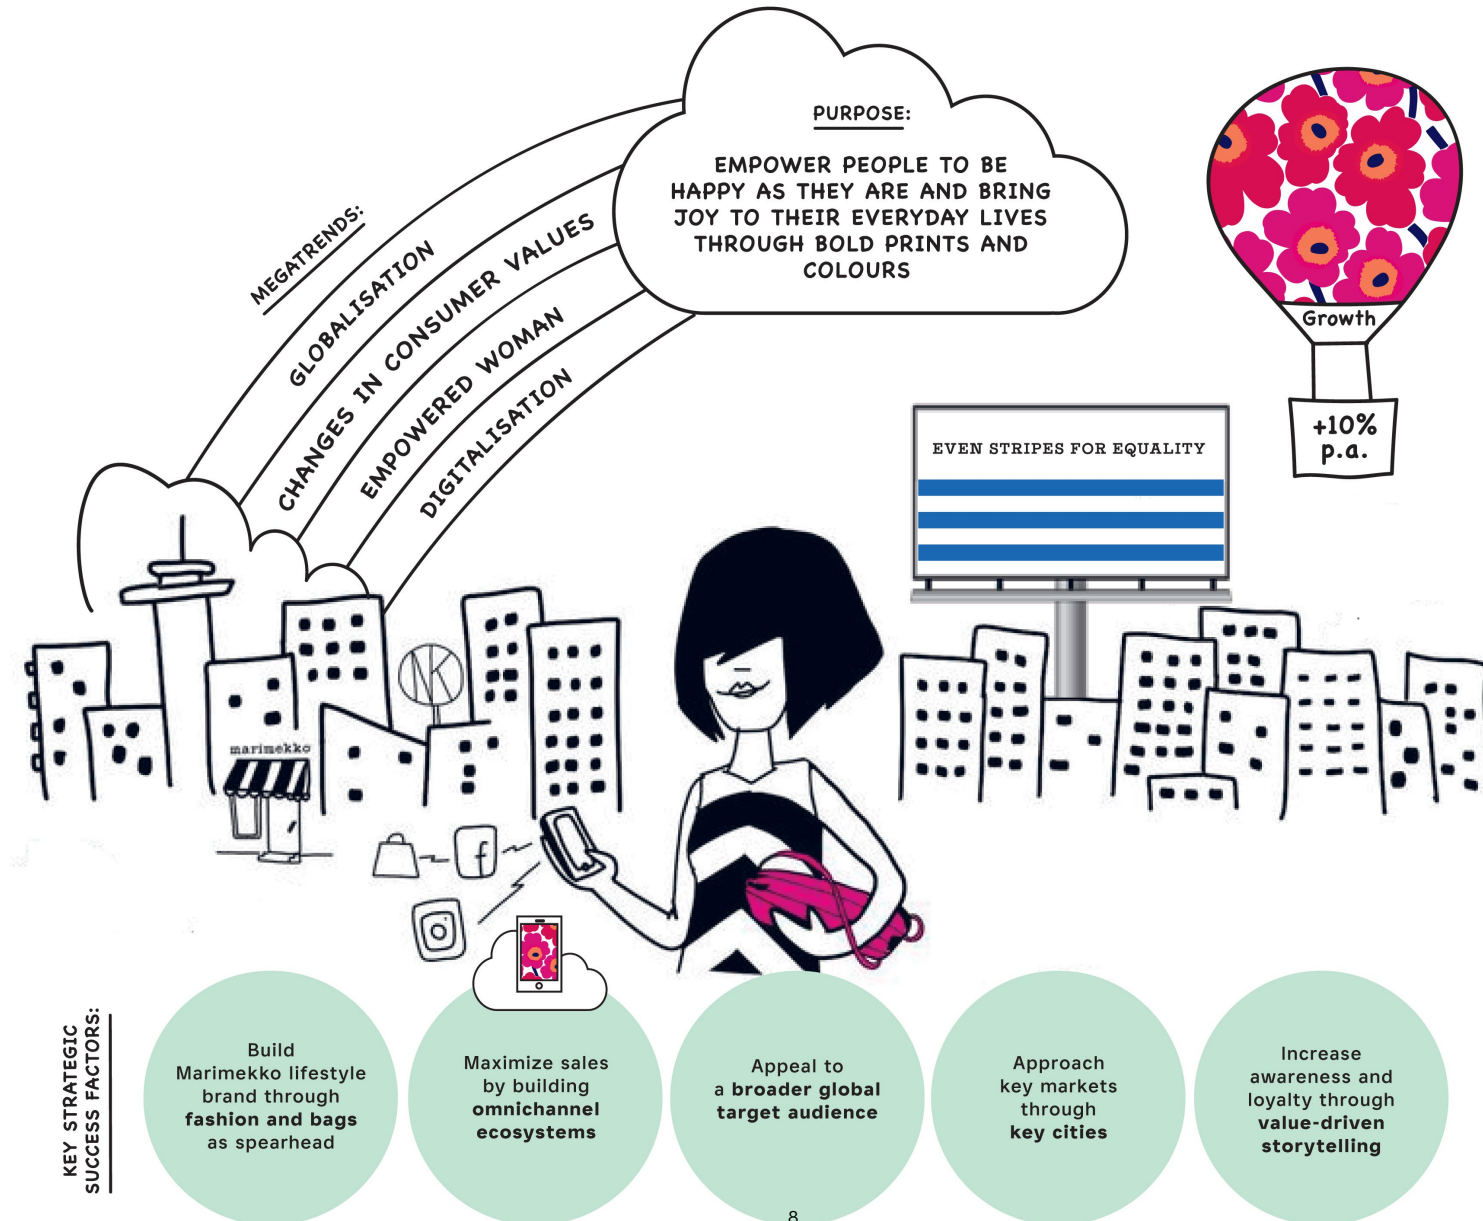 PURPOSE:
EMPOWER PEOPLE TO BE
HAPPY AS THEY ARE AND BRING
JOY TO THEIR EVERYDAY LIVES
THROUGH BOLD PRINTS AND
COLOURS
MEGATRENDS:
GLOBALISATION
CHANGES IN CONSUMER VALUES
EMPOWERED WOMAN
DIGITALISATION
Growth
+10%
p.a.
EVEN STRIPES FOR EQUALITY
NK
marimekko
f
KEY STRATEGIC
SUCCESS FACTORS:
Build
Marimekko lifestyle
brand through
fashion and bags
as spearhead
Maximize sales
by building
omnichannel
ecosystems
Appeal to
a broader global
target audience
Approach
key markets
through
key cities
Increase
awareness and
loyalty through
value-driven
storytelling
8